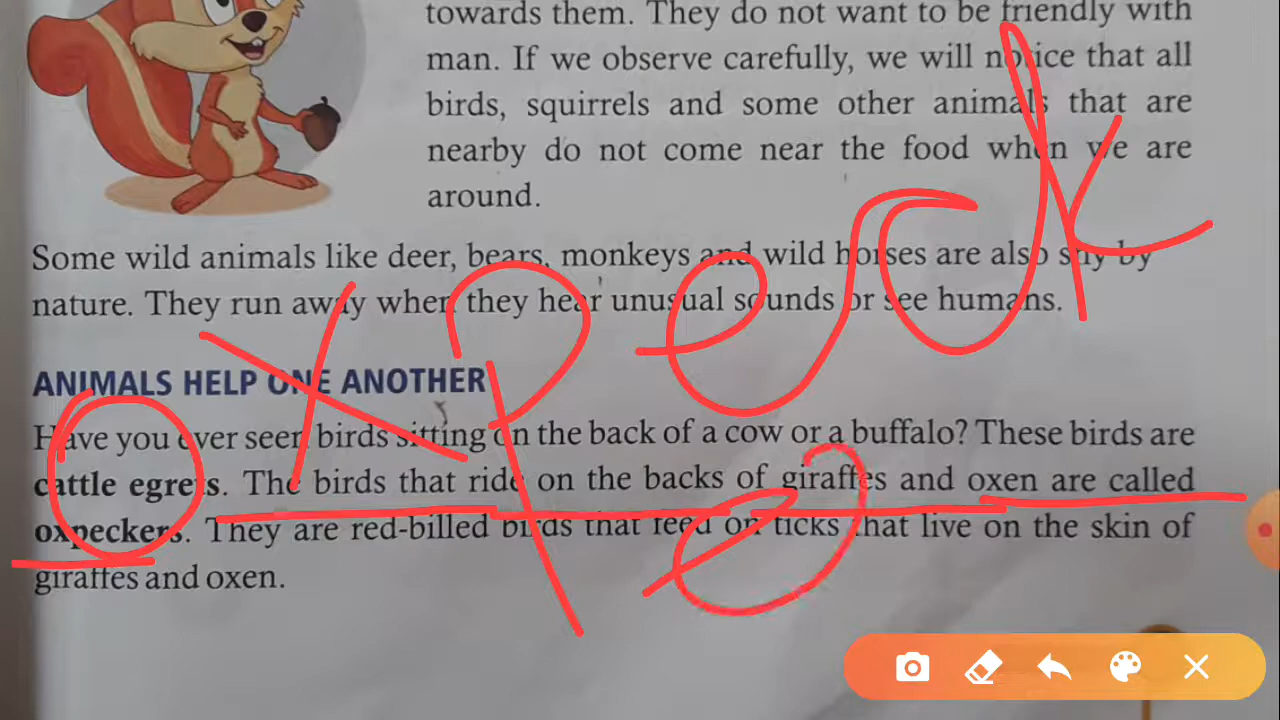 towards them. They do not want to be friendly with
man. If we observe carefully, we will notice that all
birds, squirrels and some other animals that are
nearby do not come near the food when we are
around.
Some wild animals like deer, bears, monkeys and wild horses are also shy by
nature. They run away when they hear unusual sounds or see humans.
ANIMALS HELP ONE ANOTHER
Have you ever seen birds sitting on the back of a cow or a buffalo? These birds are
cattle egrets. The birds that ride on the backs of giraffes and oxen are called
oxpeckers. They are red-billed birds that feed on ticks that live on the skin of
giraffes and oxen.
oxpeck
e